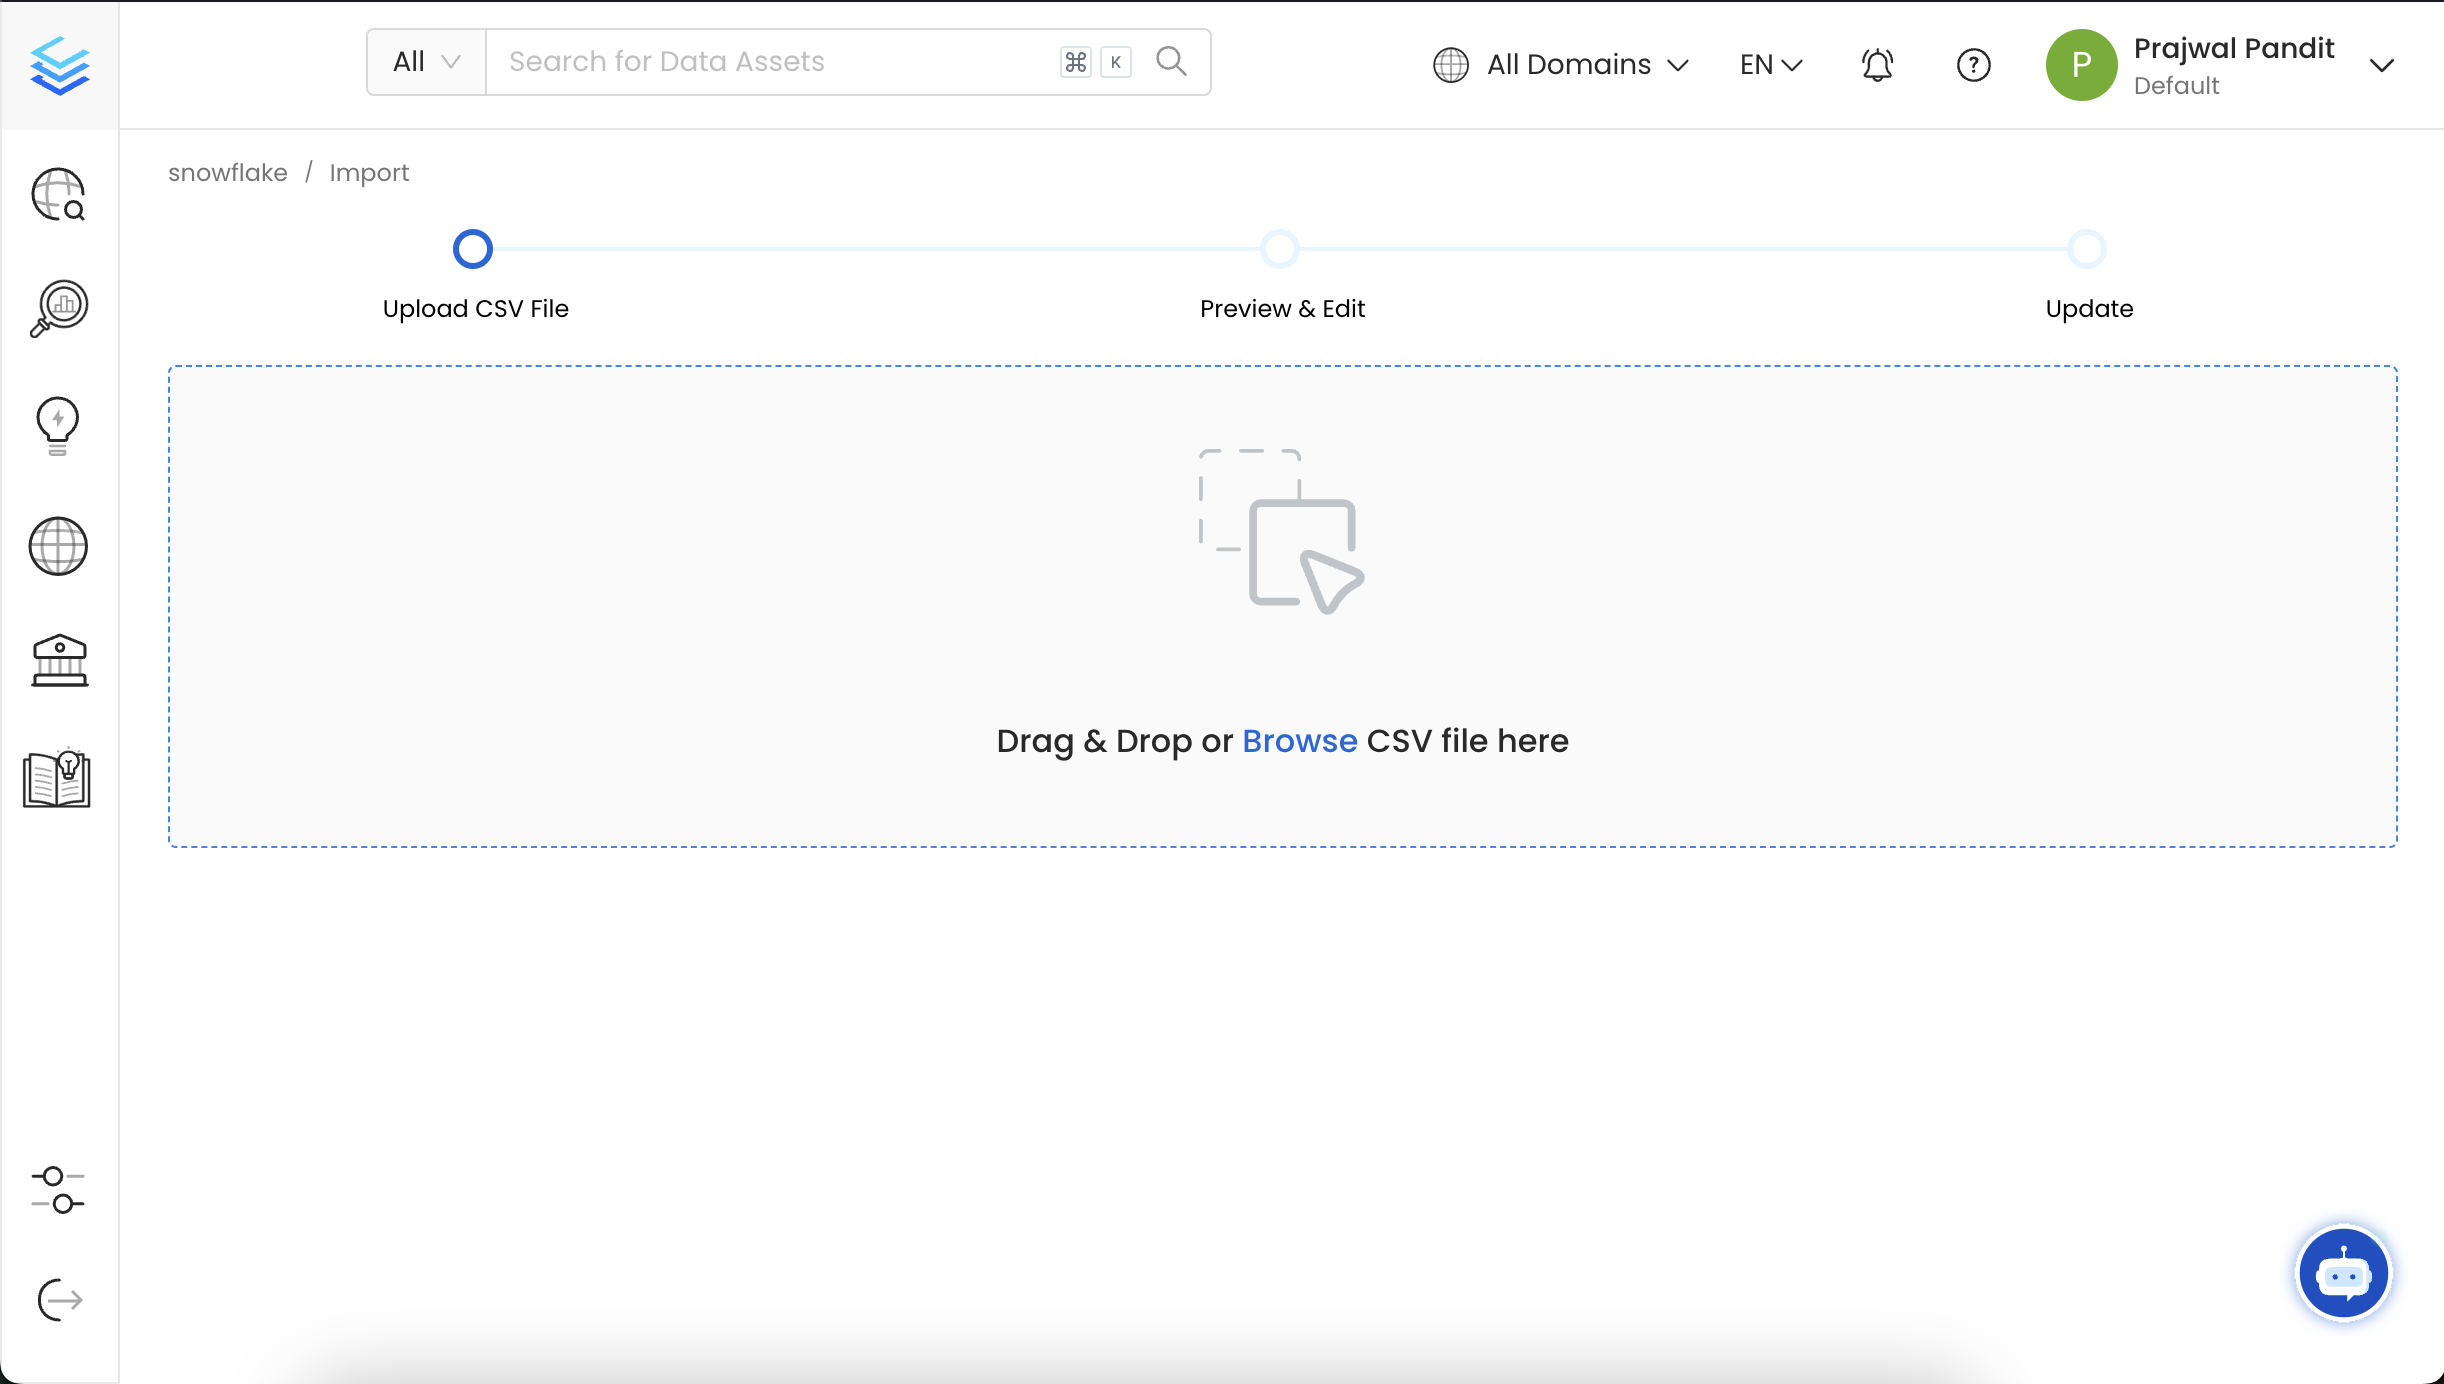 All
Search for Data Assets
⌘ K
All Domains
EN
?
P
Prajwal Pandit
Default
snowflake / Import
Upload CSV File
Preview & Edit
Update
Drag & Drop or Browse CSV file here